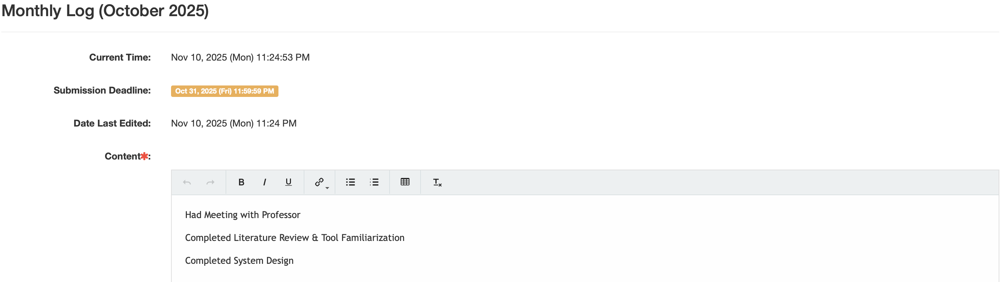 Monthly Log (October 2025)
Current Time: Nov 10, 2025 (Mon) 11:24:53 PM
Submission Deadline: Oct 31, 2025 (Fri) 11:59:59 PM
Date Last Edited: Nov 10, 2025 (Mon) 11:24 PM
Content*:
B I U
Had Meeting with Professor
Completed Literature Review & Tool Familiarization
Completed System Design